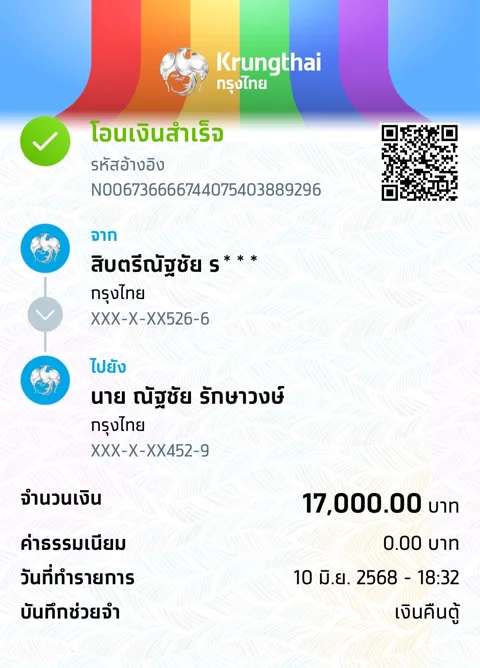 Krungthai
กรุงไทย
โอนเงินสำเร็จ
รหัสอ้างอิง
N006736666744075403889296
จาก
สิบตรีณัฐชัย ร***
กรุงไทย
XXX-X-XX526-6
ไปยัง
นาย ณัฐชัย รักษาวงษ์
กรุงไทย
XXX-X-XX452-9
จำนวนเงิน 17,000.00 บาท
ค่าธรรมเนียม 0.00 บาท
วันที่ทำรายการ 10 มิ.ย. 2568 - 18:32
บันทึกช่วยจำ เงินคืนตู้